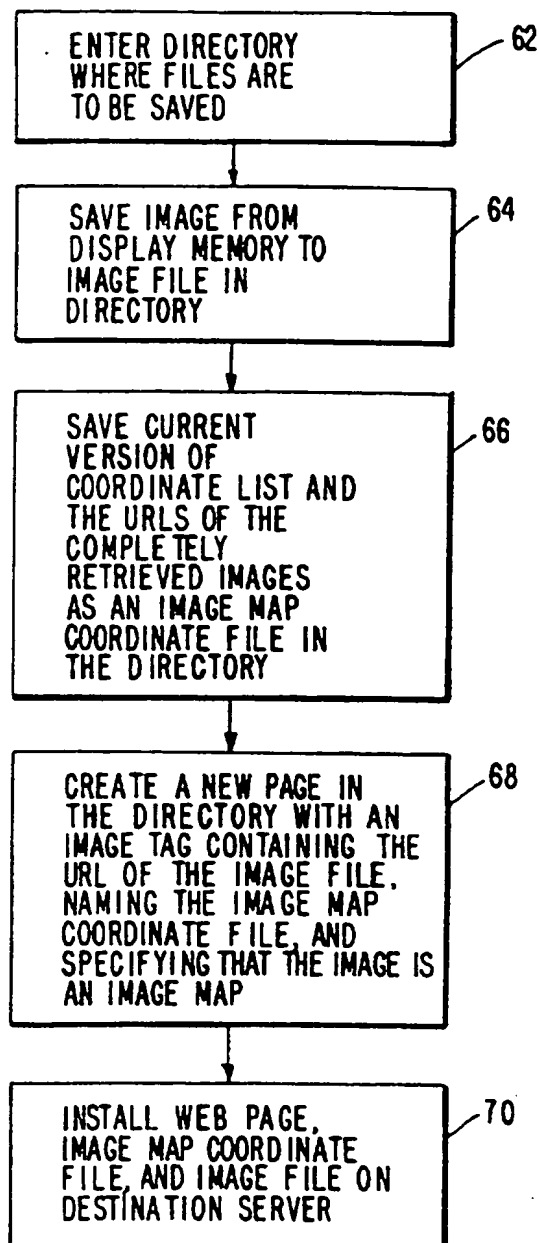 ENTER DIRECTORY
WHERE FILES ARE
TO BE SAVED
62
SAVE IMAGE FROM
DISPLAY MEMORY TO
IMAGE FILE IN
DIRECTORY
64
SAVE CURRENT
VERSION OF
COORDINATE LIST AND
THE URLS OF THE
COMPLETELY
RETRIEVED IMAGES
AS AN IMAGE MAP
COORDINATE FILE IN
THE DIRECTORY
66
CREATE A NEW PAGE IN
THE DIRECTORY WITH AN
IMAGE TAG CONTAINING THE
URL OF THE IMAGE FILE,
NAMING THE IMAGE MAP
COORDINATE FILE, AND
SPECIFYING THAT THE IMAGE IS
AN IMAGE MAP
68
INSTALL WEB PAGE,
IMAGE MAP COORDINATE
FILE, AND IMAGE FILE ON
DESTINATION SERVER
70